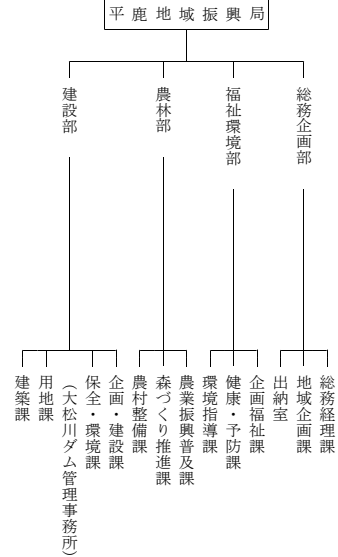 平鹿地域振興局
総務企画部
福祉環境部
農林部
建設部
総務経理課
地域企画課
出納室
企画福祉課
健康・予防課
環境指導課
農業振興普及課
森づくり推進課
農村整備課
企画・建設課
保全・環境課
（大松川ダム管理事務所）
用地課
建築課